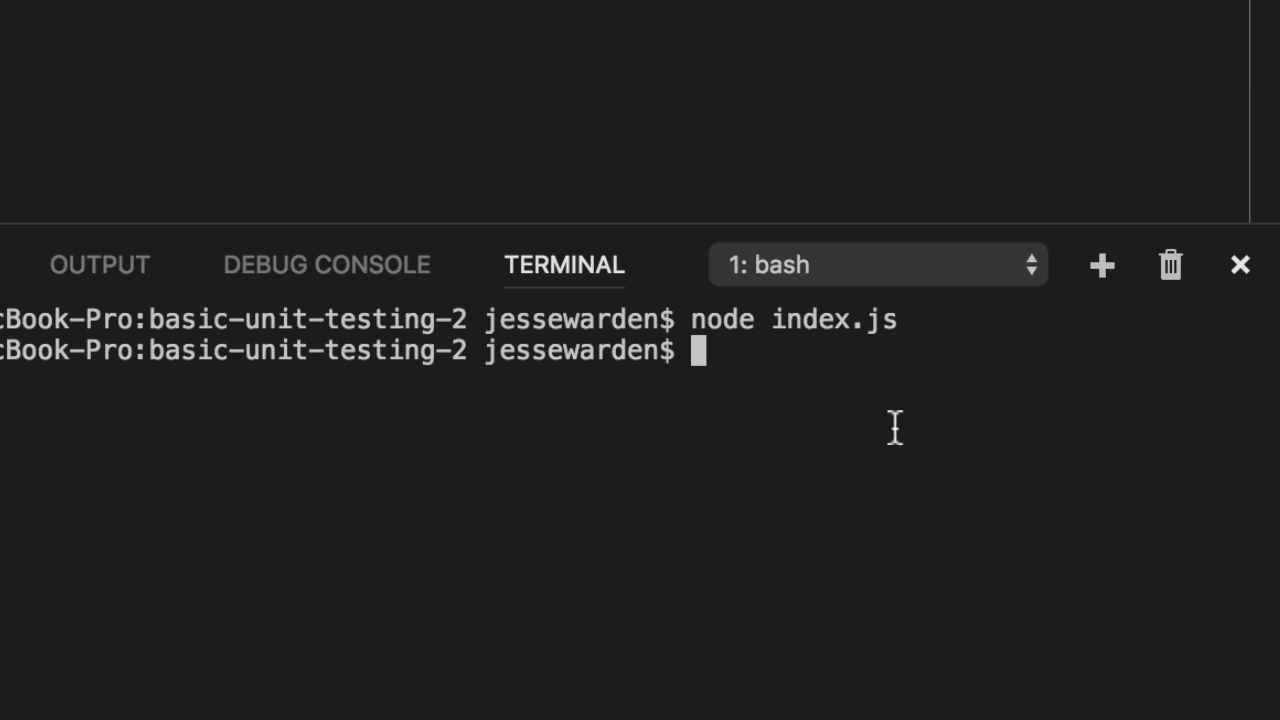 OUTPUT DEBUG CONSOLE TERMINAL 1: bash
cBook-Pro:basic-unit-testing-2 jessewarden$ node index.js
cBook-Pro:basic-unit-testing-2 jessewarden$